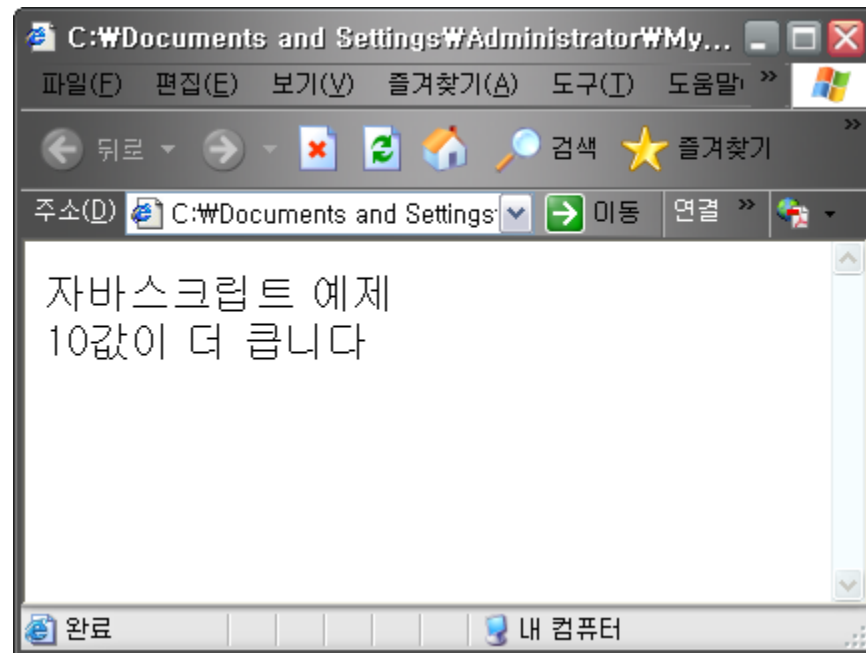 C:₩Documents and Settings₩Administrator₩My...
파일(F) 편집(E) 보기(V) 즐겨찾기(A) 도구(T) 도움말 »
뒤로 검색 즐겨찾기 »
주소(D) C:₩Documents and Settings 이동 연결 »
자바스크립트 예제
10값이 더 큽니다
완료 내 컴퓨터